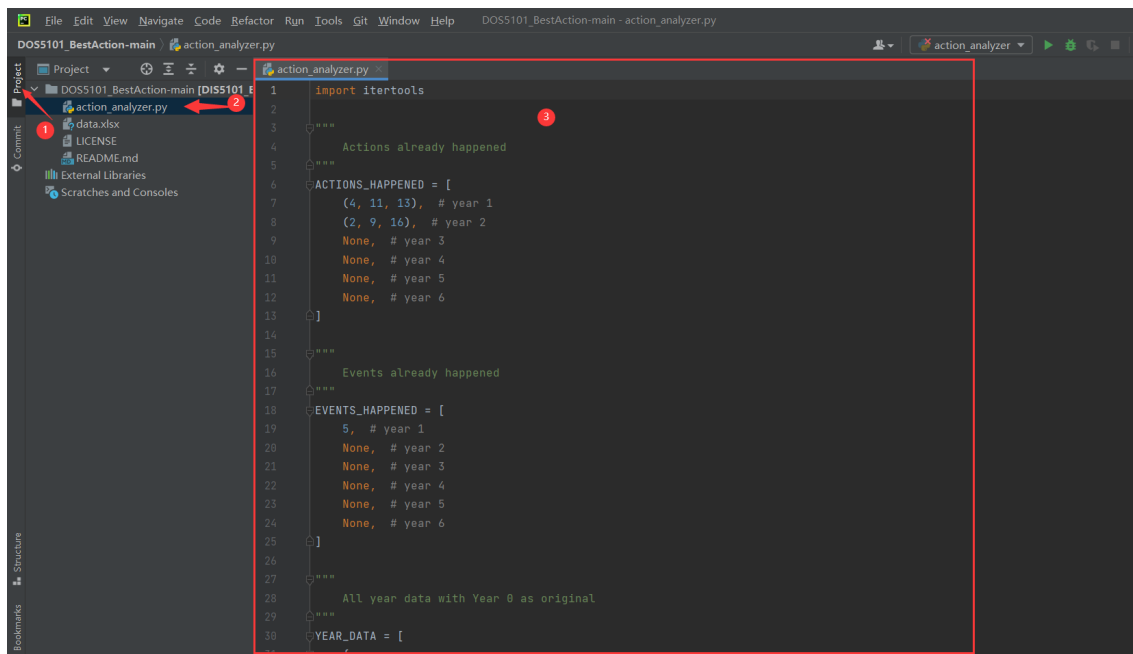 File Edit View Navigate Code Refactor Run Tools Git Window Help DOS5101_BestAction-main - action_analyzer.py
DOS5101_BestAction-main action_analyzer.py action_analyzer
Project
Project
action_analyzer.py
DOS5101_BestAction-main [DIS5101_B
action_analyzer.py
data.xlsx
LICENSE
README.md
External Libraries
Scratches and Consoles
1
2
3
Commit
Structure
Bookmarks
1 import itertools
2
3 """
4 Actions already happened
5 """
6 ACTIONS_HAPPENED = [
7 (4, 11, 13), # year 1
8 (2, 9, 16), # year 2
9 None, # year 3
10 None, # year 4
11 None, # year 5
12 None, # year 6
13 ]
14
15 """
16 Events already happened
17 """
18 EVENTS_HAPPENED = [
19 5, # year 1
20 None, # year 2
21 None, # year 3
22 None, # year 4
23 None, # year 5
24 None, # year 6
25 ]
26
27 """
28 All year data with Year 0 as original
29 """
30 YEAR_DATA = [